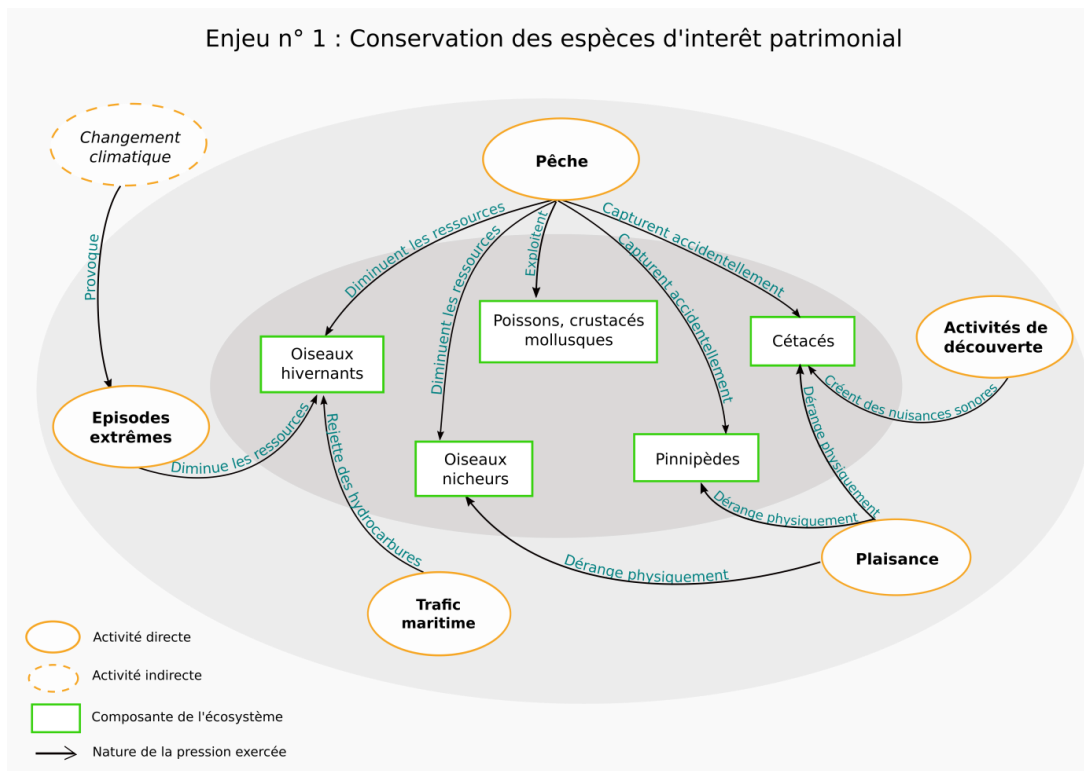 Enjeu n° 1 : Conservation des espèces d'interêt patrimonial
Changement
climatique
Pêche
Provoque
Diminuent les ressources
Diminuent les ressources
Exploitent
Capturent accidentellement
Capturent accidentellement
Poissons, crustacés
mollusques
Oiseaux
hivernants
Cétacés
Activités de
découverte
Créent des nuisances sonores
Dérange physiquement
Episodes
extrêmes
Diminue les ressources
Rejette des hydrocarbures
Oiseaux
nicheurs
Pinnipèdes
Dérange physiquement
Dérange physiquement
Plaisance
Trafic
maritime
Activité directe
Activité indirecte
Composante de l'écosystème
Nature de la pression exercée